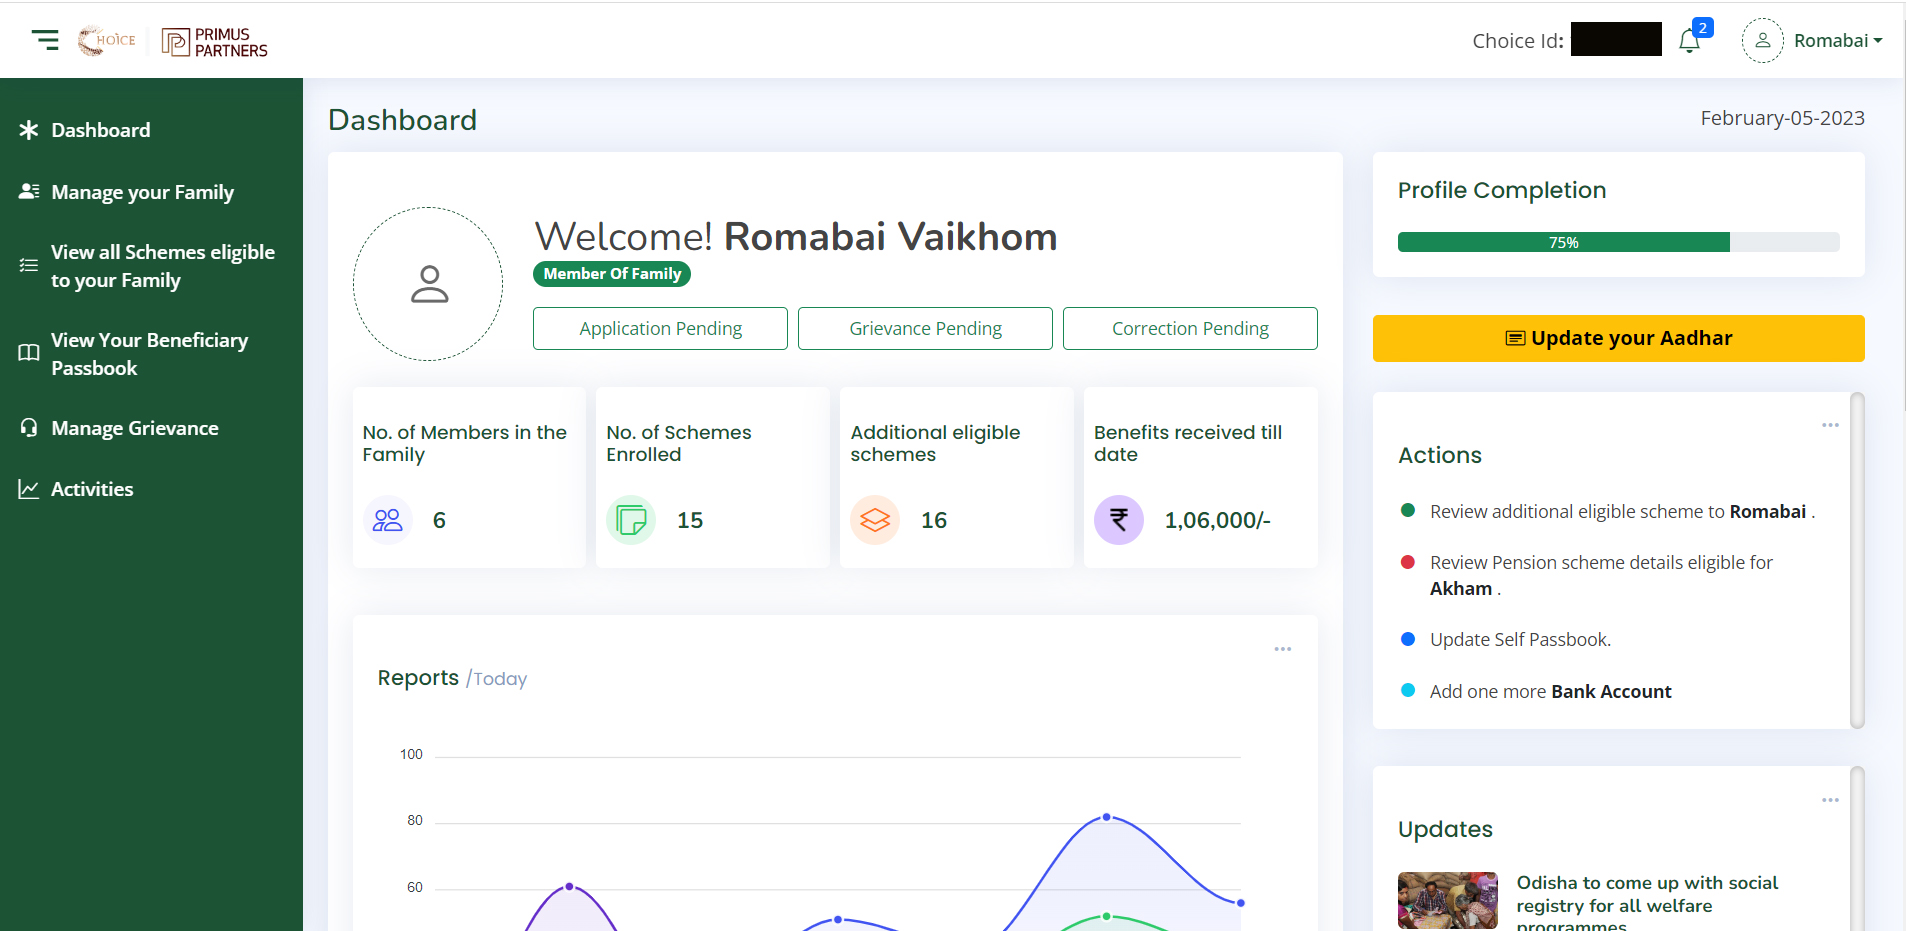 CHOICE
PRIMUS
PARTNERS
Choice Id:
2
Romabai
Dashboard
Manage your Family
View all Schemes eligible
to your Family
View Your Beneficiary
Passbook
Manage Grievance
Activities
Dashboard
February-05-2023
Welcome! Romabai Vaikhom
Member Of Family
Application Pending
Grievance Pending
Correction Pending
No. of Members in the
Family
6
No. of Schemes
Enrolled
15
Additional eligible
schemes
16
Benefits received till
date
₹
1,06,000/-
Reports /Today
100
80
60
Profile Completion
75%
Update your Aadhar
Actions
Review additional eligible scheme to Romabai .
Review Pension scheme details eligible for
Akham .
Update Self Passbook.
Add one more Bank Account
Updates
Odisha to come up with social
registry for all welfare
programmes